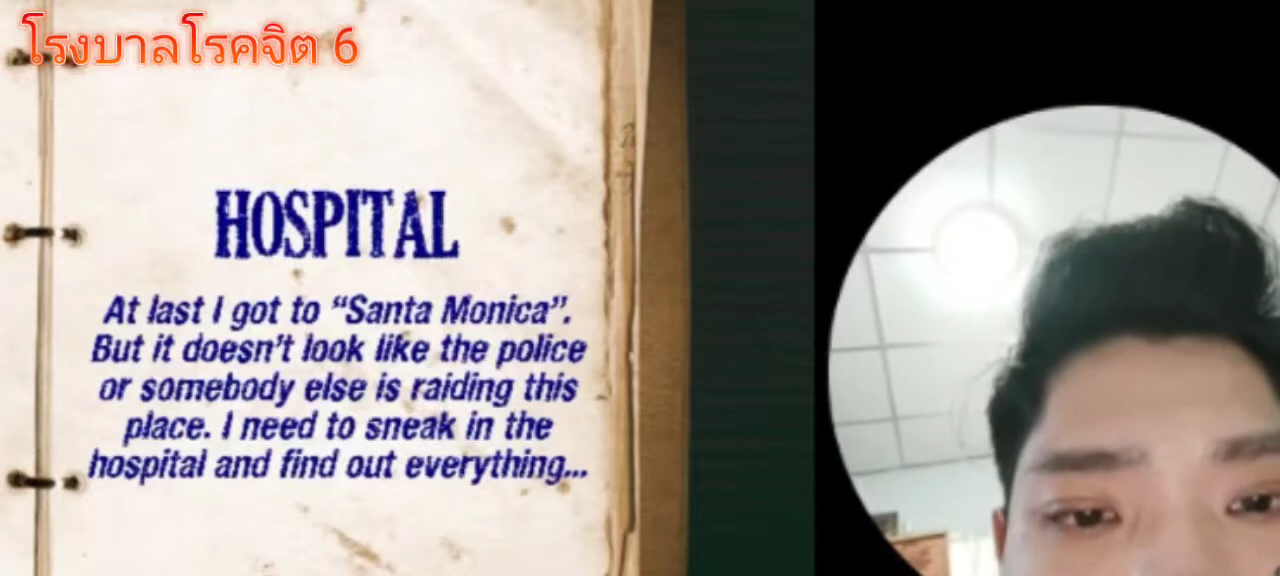 โรงบาลโรคจิต 6
HOSPITAL
At last I got to “Santa Monica”.
But it doesn't look like the police
or somebody else is raiding this
place. I need to sneak in the
hospital and find out everything...